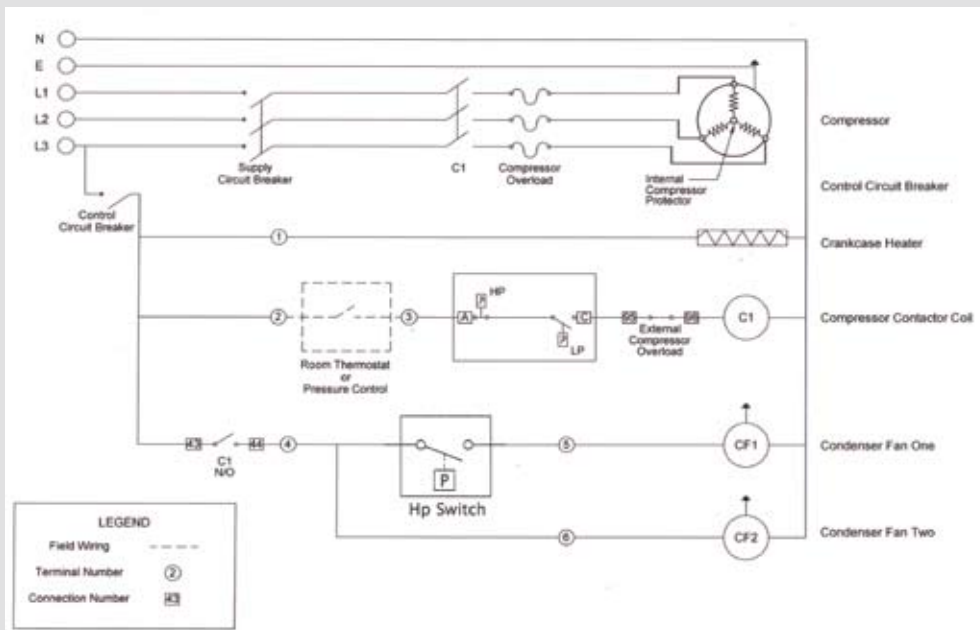 N
E
L1
L2
L3
Supply
Circuit Breaker
C1
Compressor
Overload
Internal
Compressor
Protector
Compressor
Control Circuit Breaker
Control
Circuit Breaker
1
Crankcase Heater
2
Room Thermostat
or
Pressure Control
3
A
HP
LP
C
95
External
Compressor
Overload
96
C1
Compressor Contactor Coil
43
C1
N/O
44
4
P
Hp Switch
5
CF1
Condenser Fan One
6
CF2
Condenser Fan Two
LEGEND
Field Wiring
Terminal Number
2
Connection Number
43